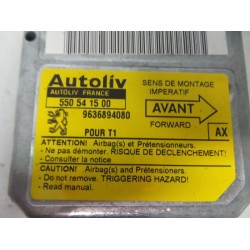 Autoliv
SENS DE MONTAGE
IMPERATIF
AUTOLIV FRANCE
550 54 15 00
AVANT
9636894080
FORWARD
POUR T1
AX
ATTENTION! Airbag(s) et Prétensionneurs.
- Ne pas démonter. (RISQUE DE DECLENCHEMENT)
- Consulter la notice
CAUTION! Airbag(s) and Pretensioners.
- Do not remove. TRIGGERING HAZARD!
- Read manual.